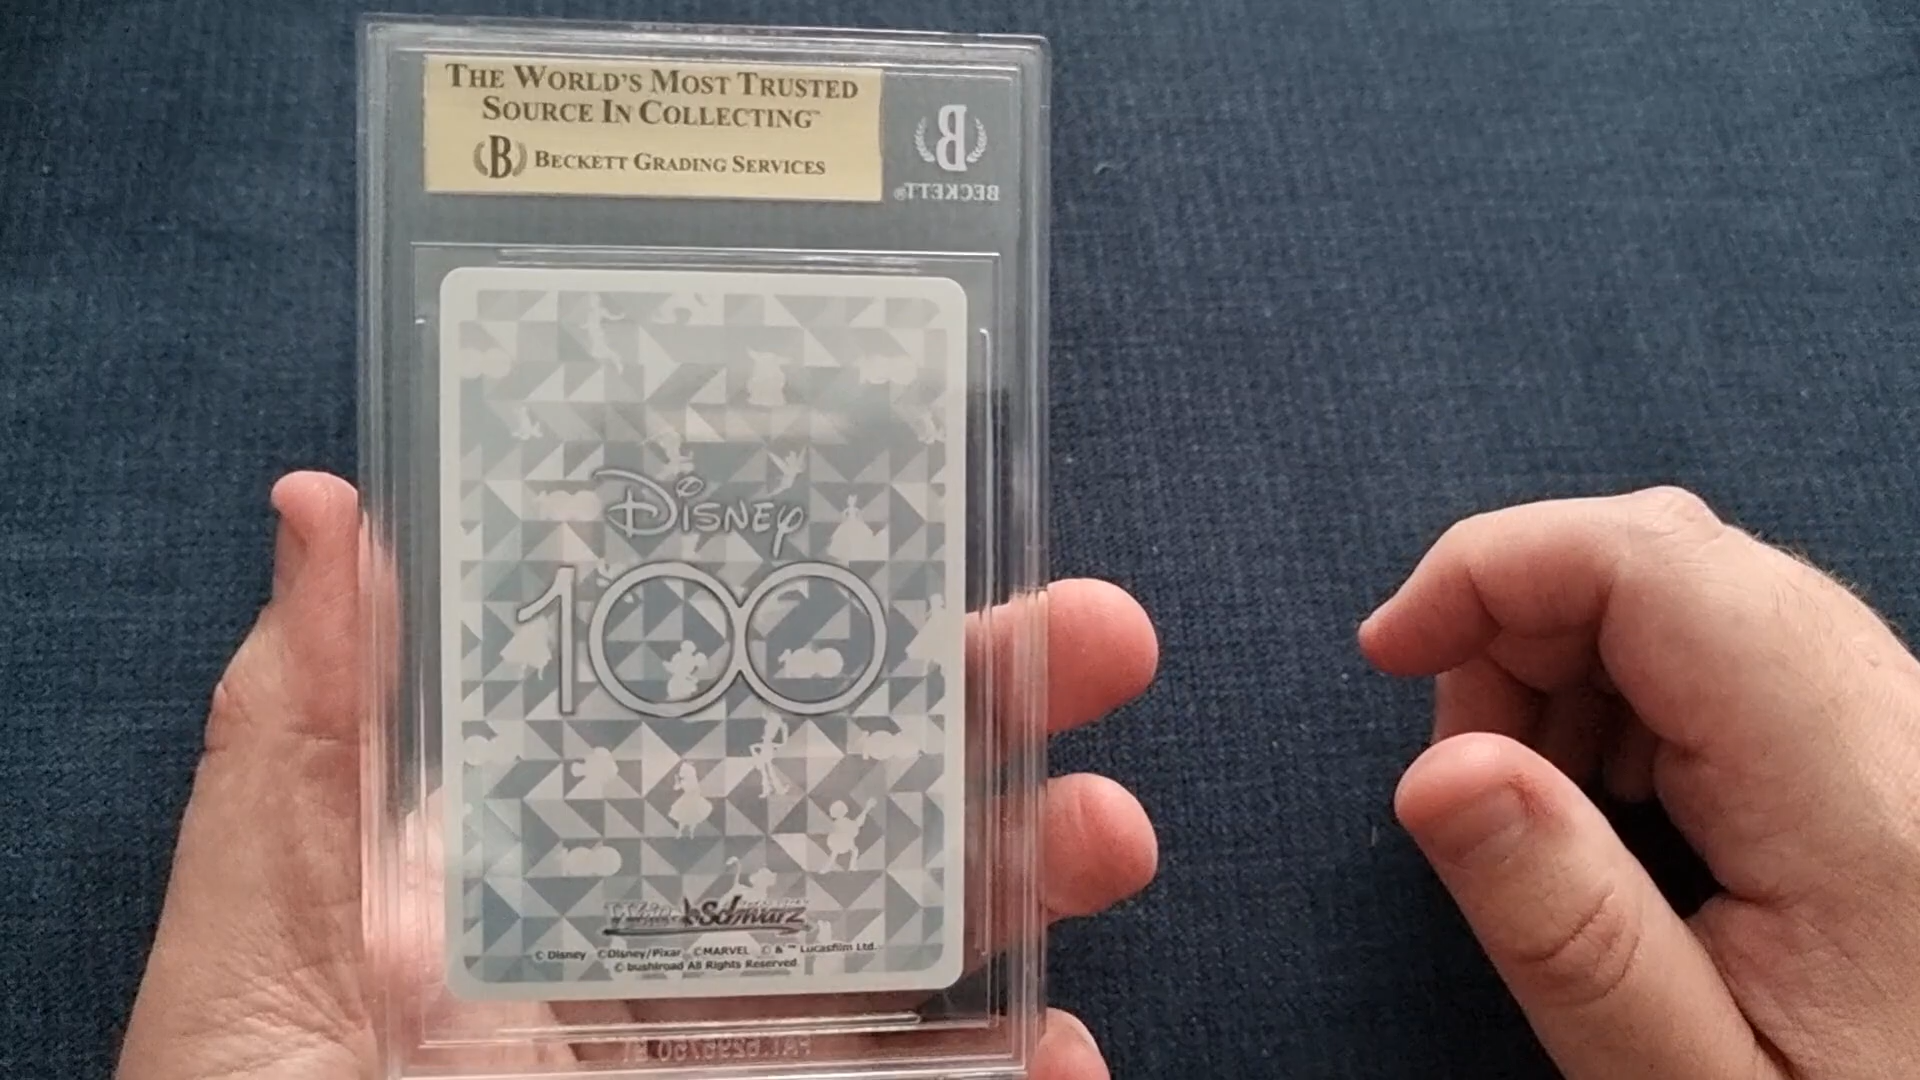 THE WORLD'S MOST TRUSTED
SOURCE IN COLLECTING™
B BECKETT GRADING SERVICES
B
BECKETT®
DISNEY
100
Weiss Schwarz
© Disney ©Disney/Pixar ©MARVEL © & ™ Lucasfilm Ltd.
© bushiroad All Rights Reserved.